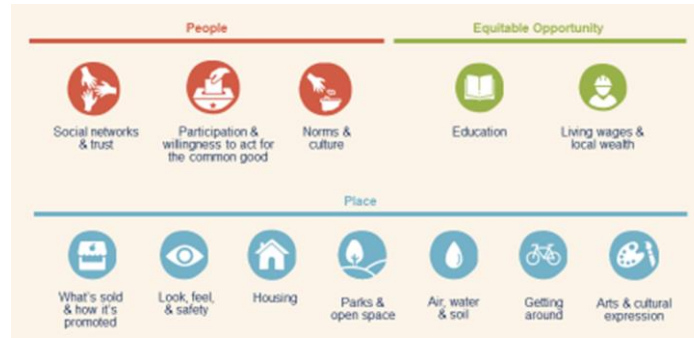 People
Equitable Opportunity
Social networks
& trust
Participation &
willingness to act for
the common good
Norms &
culture
Education
Living wages &
local wealth
Place
What's sold
& how it's
promoted
Look, feel,
& safety
Housing
Parks &
open space
Air, water
& soil
Getting
around
Arts & cultural
expression